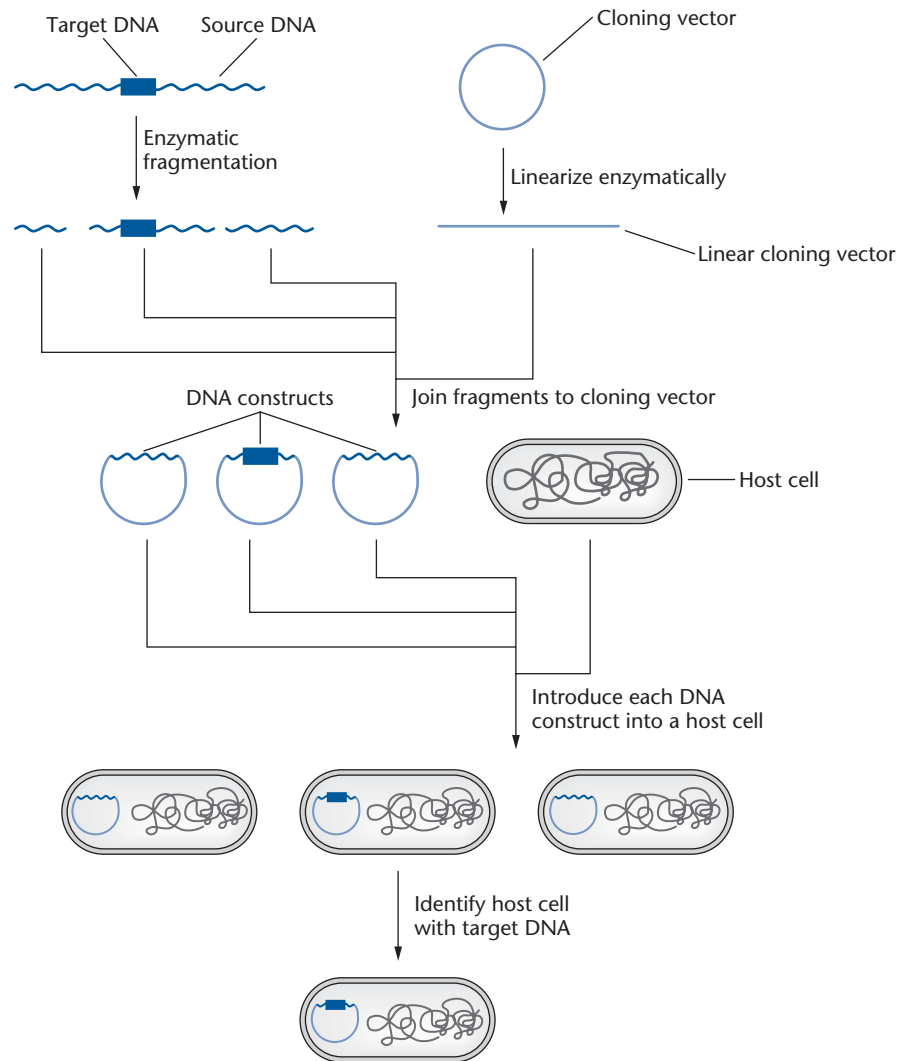 Target DNA
Source DNA
Cloning vector
Enzymatic
fragmentation
Linearize enzymatically
Linear cloning vector
Join fragments to cloning vector
DNA constructs
Host cell
Introduce each DNA
construct into a host cell
Identify host cell
with target DNA